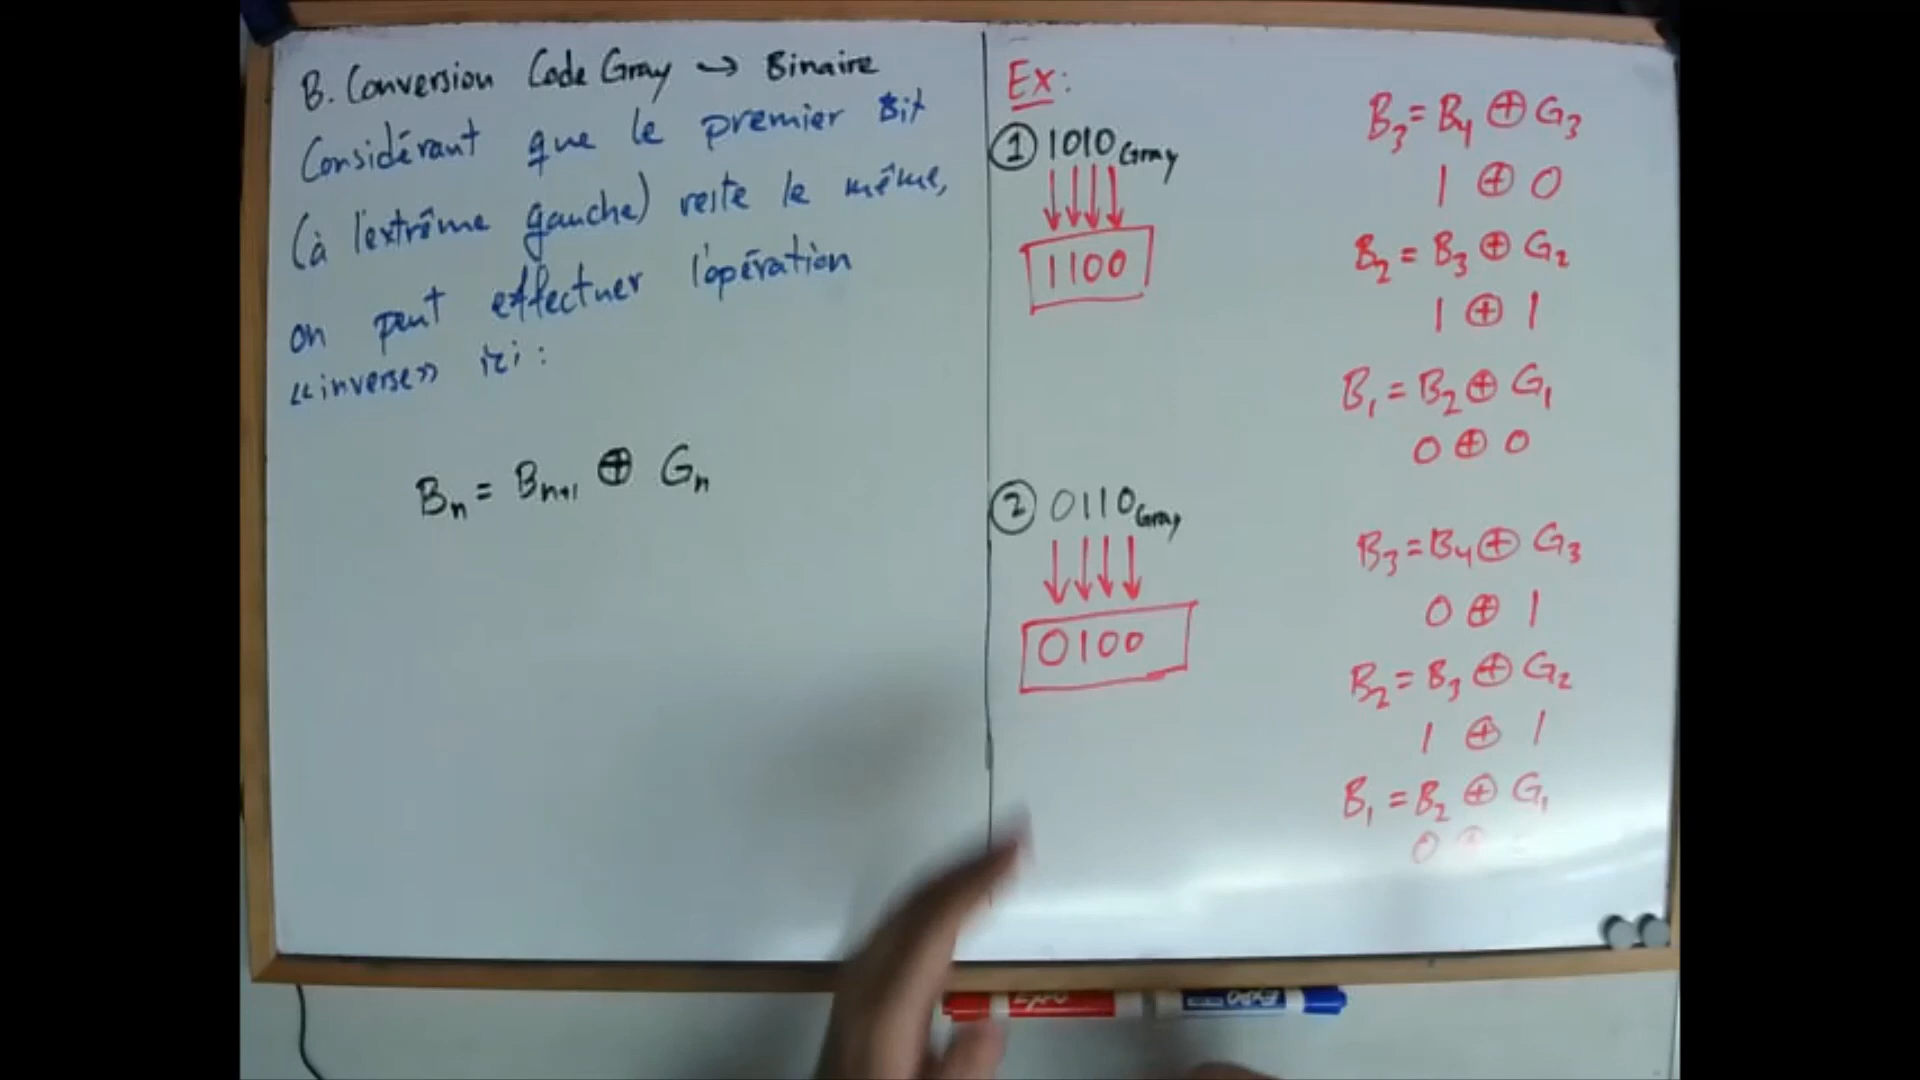 B. Conversion Code Gray → Binaire
Considérant que le premier bit
(à l'extrême gauche) reste le même,
on peut effectuer l'opération
«inverse» ici :
Bn = Bn+1 ⊕ Gn
Ex:
① 1010Gray
↓↓↓↓
1100
② 0110Gray
↓↓↓↓
0100
B3 = B4 ⊕ G3
1 ⊕ 0
B2 = B3 ⊕ G2
1 ⊕ 1
B1 = B2 ⊕ G1
0 ⊕ 0
B3 = B4 ⊕ G3
0 ⊕ 1
B2 = B3 ⊕ G2
1 ⊕ 1
B1 = B2 ⊕ G1
0 ⊕
EXPO